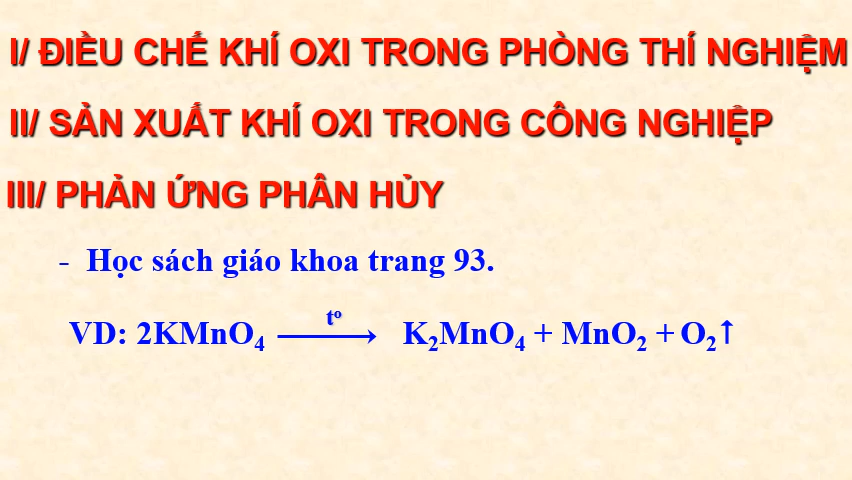 I/ ĐIỀU CHẾ KHÍ OXI TRONG PHÒNG THÍ NGHIỆM
II/ SẢN XUẤT KHÍ OXI TRONG CÔNG NGHIỆP
III/ PHẢN ỨNG PHÂN HỦY
- Học sách giáo khoa trang 93.
VD: 2KMnO₄ —tº→ K₂MnO₄ + MnO₂ + O₂↑